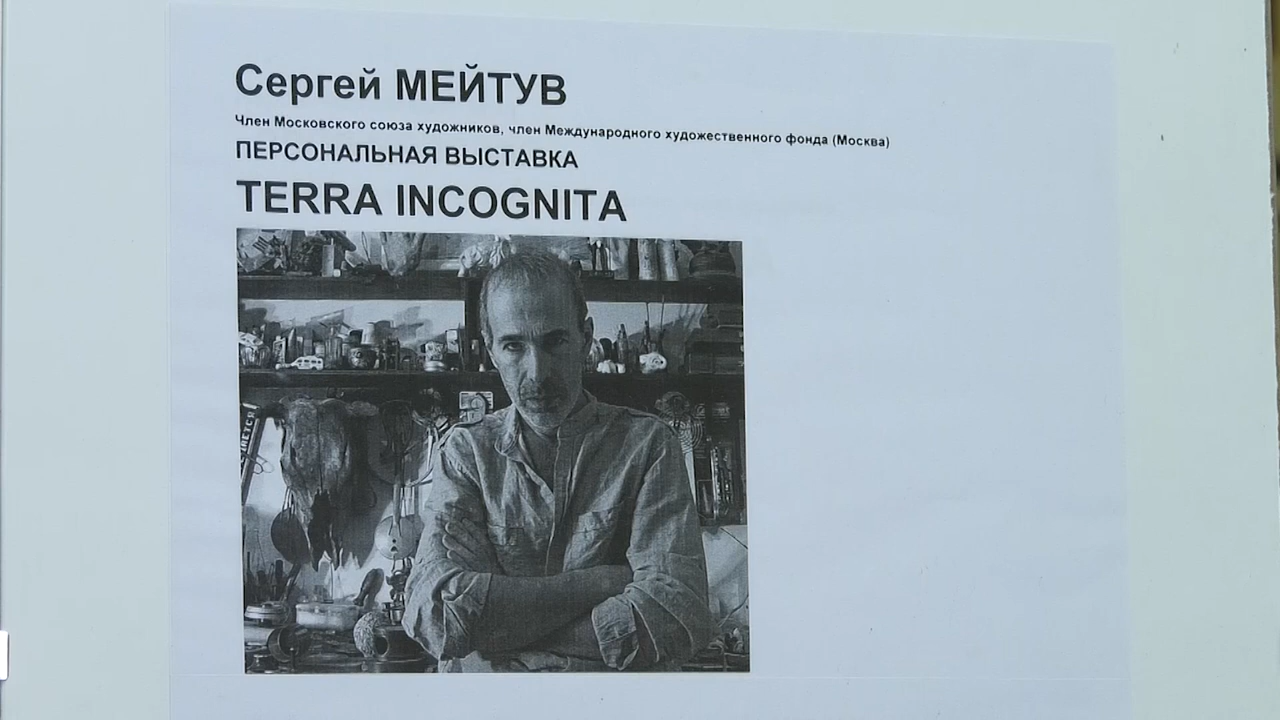 Сергей МЕЙТУВ
Член Московского союза художников, член Международного художественного фонда (Москва)
ПЕРСОНАЛЬНАЯ ВЫСТАВКА
TERRA INCOGNITA